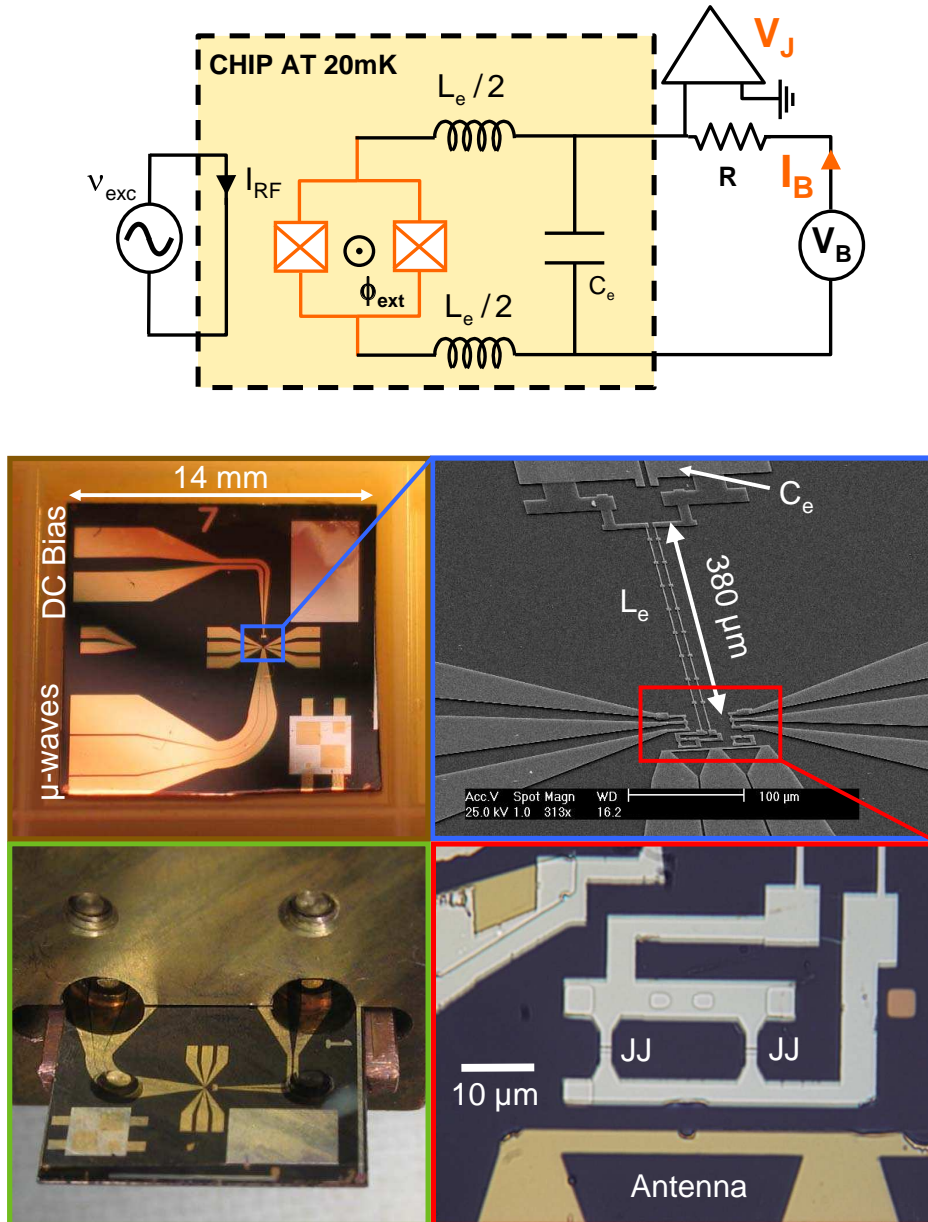 CHIP AT 20mK
V_J
L_e / 2
ν_exc
I_RF
R
I_B
V_B
ϕ_ext
C_e
L_e / 2
14 mm
7
DC Bias
μ-waves
C_e
380 μm
L_e
Acc.V Spot Magn WD
25.0 kV 1.0 313x 16.2
100 μm
1
JJ
JJ
10 μm
Antenna